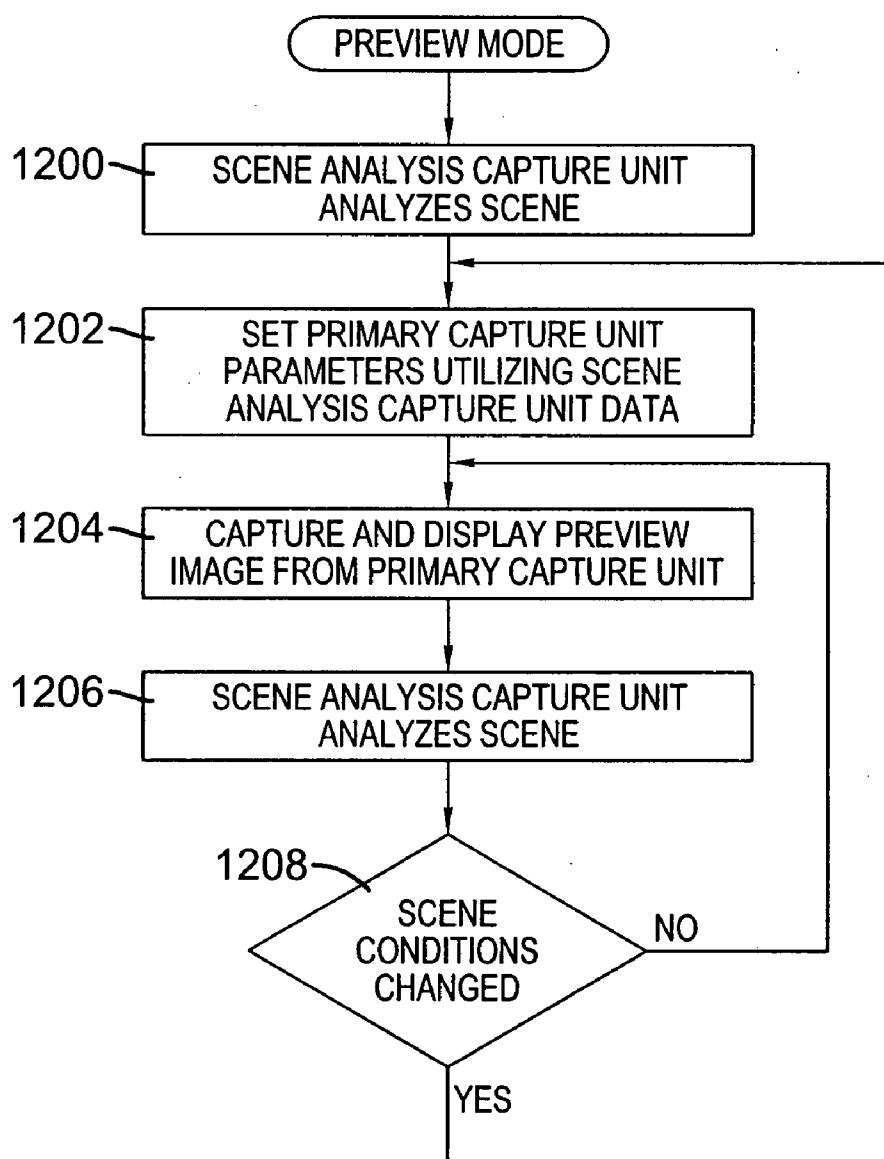 PREVIEW MODE
1200
SCENE ANALYSIS CAPTURE UNIT
ANALYZES SCENE
1202
SET PRIMARY CAPTURE UNIT
PARAMETERS UTILIZING SCENE
ANALYSIS CAPTURE UNIT DATA
1204
CAPTURE AND DISPLAY PREVIEW
IMAGE FROM PRIMARY CAPTURE UNIT
1206
SCENE ANALYSIS CAPTURE UNIT
ANALYZES SCENE
1208
SCENE
CONDITIONS
CHANGED
NO
YES